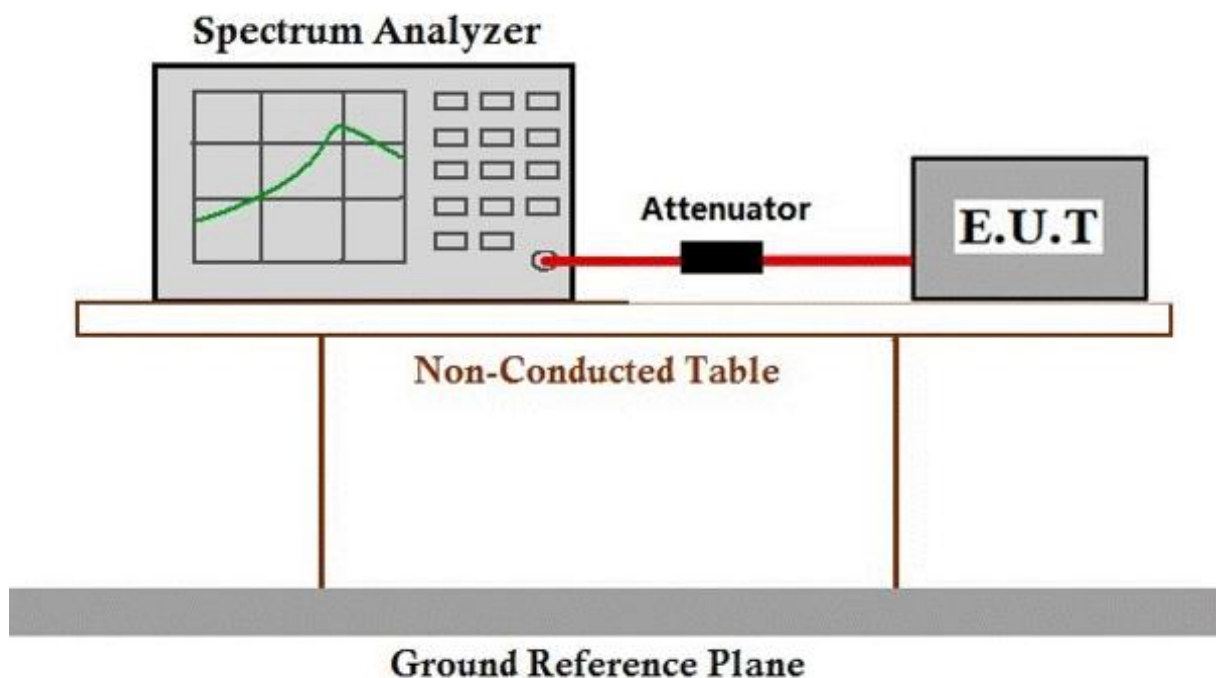 Spectrum Analyzer
Attenuator
E.U.T
Non-Conducted Table
Ground Reference Plane